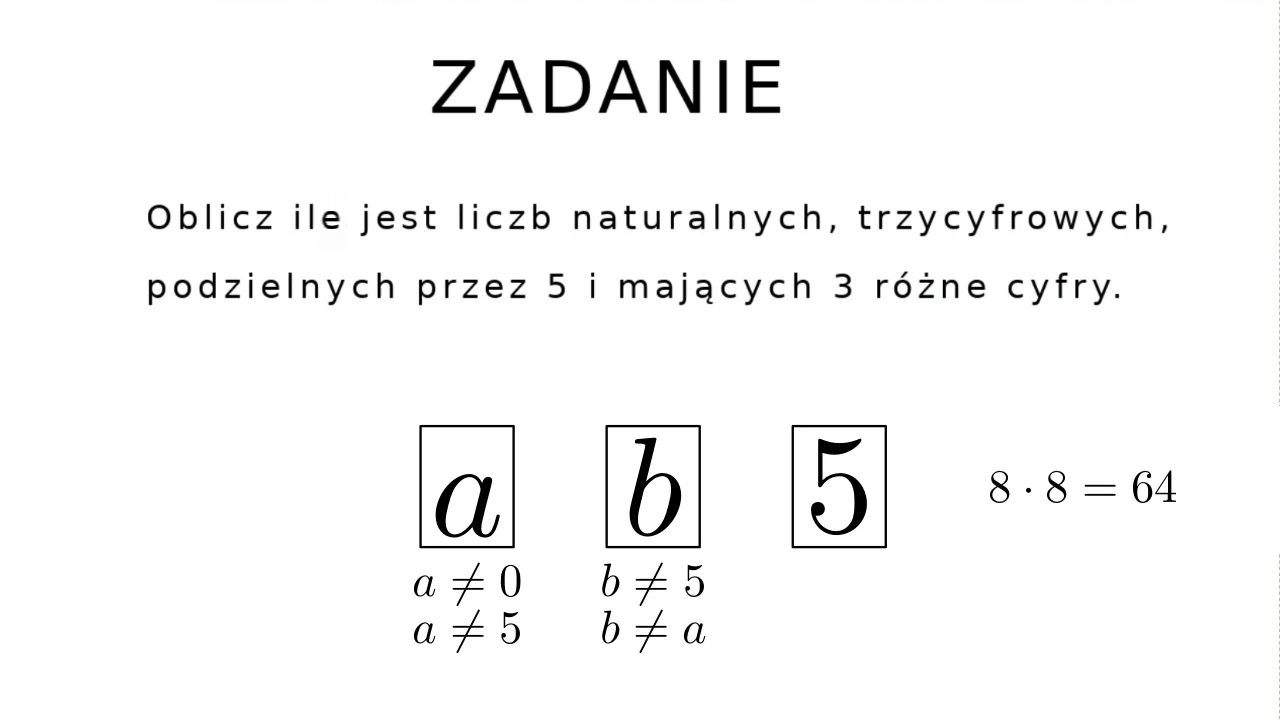 ZADANIE
Oblicz ile jest liczb naturalnych, trzycyfrowych,
podzielnych przez 5 i mających 3 różne cyfry.
a b 5 8 · 8 = 64
a ≠ 0 b ≠ 5
a ≠ 5 b ≠ a